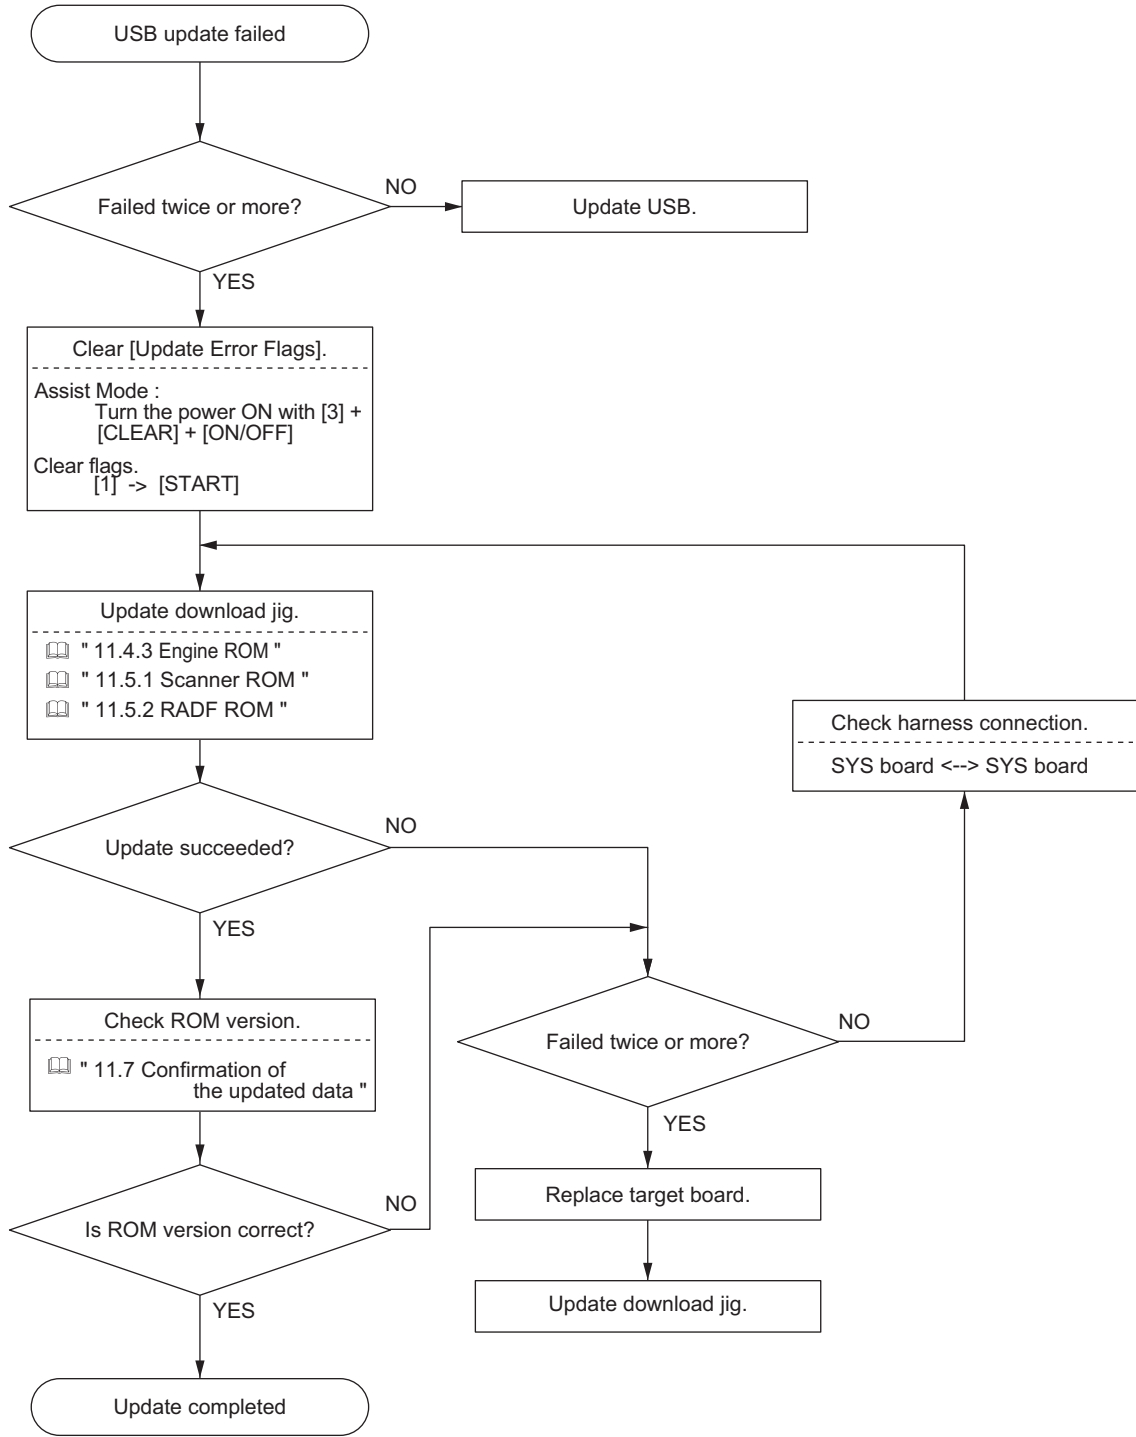 USB update failed
Failed twice or more?
NO
Update USB.
YES
Clear [Update Error Flags].
Assist Mode :
Turn the power ON with [3] +
[CLEAR] + [ON/OFF]
Clear flags.
[1] -> [START]
Update download jig.
" 11.4.3 Engine ROM "
" 11.5.1 Scanner ROM "
" 11.5.2 RADF ROM "
Check harness connection.
SYS board <--> SYS board
Update succeeded?
NO
YES
Check ROM version.
" 11.7 Confirmation of
the updated data "
Failed twice or more?
NO
YES
Replace target board.
Is ROM version correct?
NO
YES
Update download jig.
Update completed